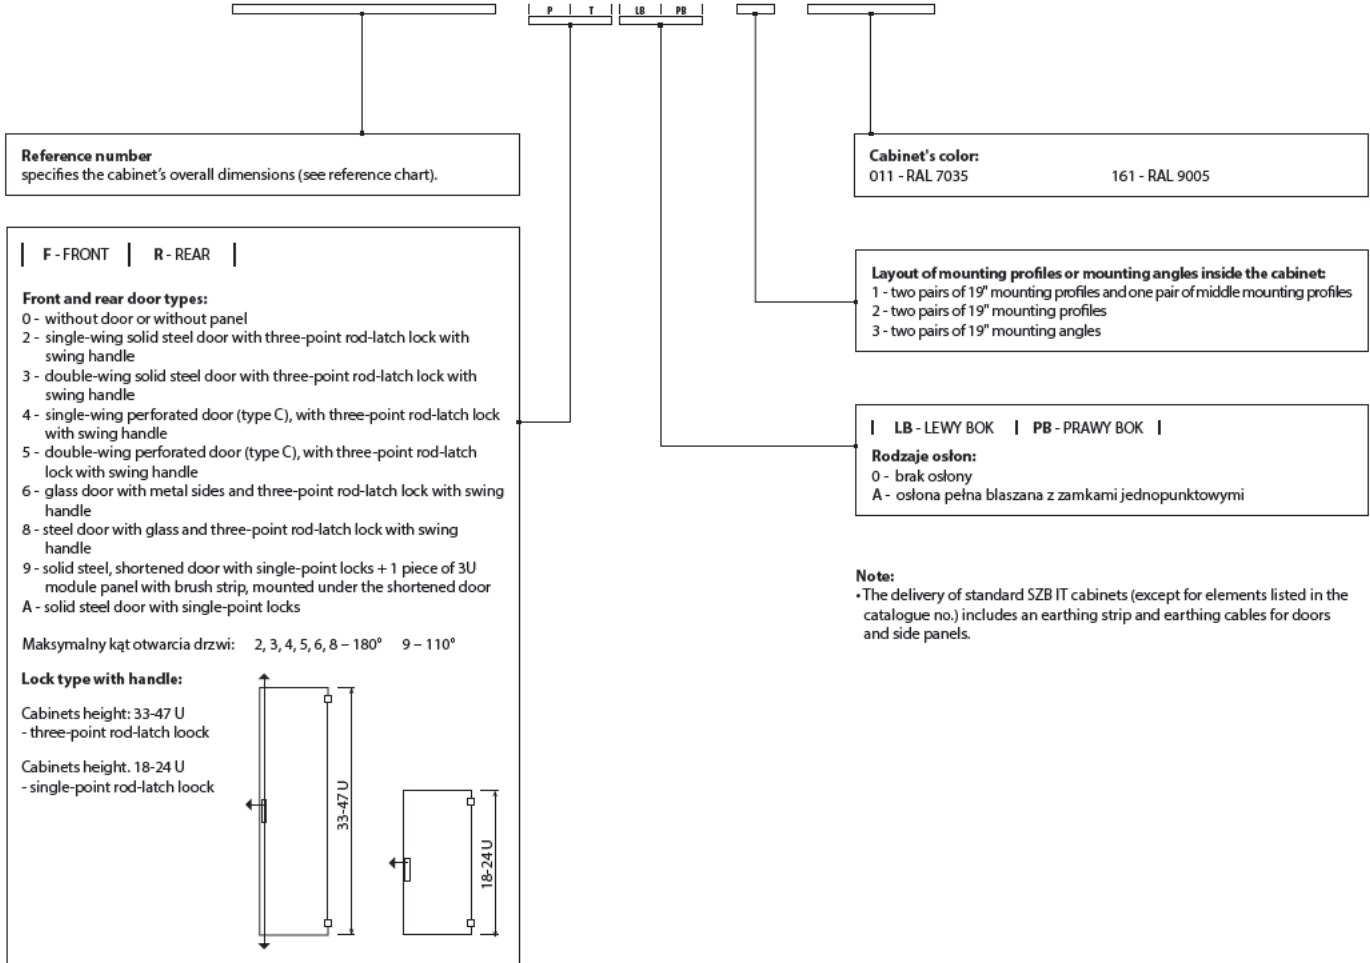 P T LB PB
Reference number
specifies the cabinet's overall dimensions (see reference chart).
F - FRONT R - REAR
Front and rear door types:
0 - without door or without panel
2 - single-wing solid steel door with three-point rod-latch lock with
swing handle
3 - double-wing solid steel door with three-point rod-latch lock with
swing handle
4 - single-wing perforated door (type C), with three-point rod-latch lock
with swing handle
5 - double-wing perforated door (type C), with three-point rod-latch
lock with swing handle
6 - glass door with metal sides and three-point rod-latch lock with swing
handle
8 - steel door with glass and three-point rod-latch lock with swing
handle
9 - solid steel, shortened door with single-point locks + 1 piece of 3U
module panel with brush strip, mounted under the shortened door
A - solid steel door with single-point locks
Maksymalny kąt otwarcia drzwi: 2, 3, 4, 5, 6, 8 – 180° 9 – 110°
Lock type with handle:
Cabinets height: 33-47 U
- three-point rod-latch loock
Cabinets height. 18-24 U
- single-point rod-latch loock
33-47 U
18-24 U
Cabinet's color:
011 - RAL 7035 161 - RAL 9005
Layout of mounting profiles or mounting angles inside the cabinet:
1 - two pairs of 19" mounting profiles and one pair of middle mounting profiles
2 - two pairs of 19" mounting profiles
3 - two pairs of 19" mounting angles
LB - LEWY BOK PB - PRAWY BOK
Rodzaje osłon:
0 - brak osłony
A - osłona pełna blaszana z zamkami jednopunktowymi
Note:
• The delivery of standard SZB IT cabinets (except for elements listed in the
catalogue no.) includes an earthing strip and earthing cables for doors
and side panels.